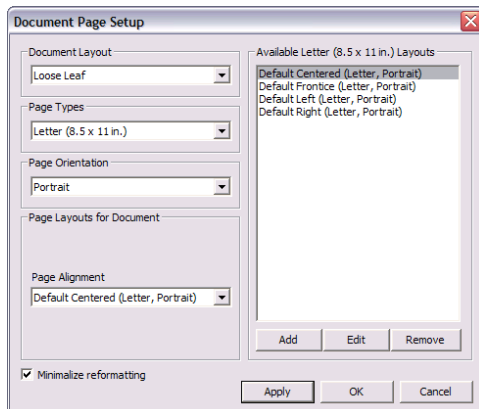 Document Page Setup
Document Layout
Loose Leaf
Page Types
Letter (8.5 x 11 in.)
Page Orientation
Portrait
Page Layouts for Document
Page Alignment
Default Centered (Letter, Portrait)
Minimalize reformatting
Available Letter (8.5 x 11 in.) Layouts
Default Centered (Letter, Portrait)
Default Frontice (Letter, Portrait)
Default Left (Letter, Portrait)
Default Right (Letter, Portrait)
Add Edit Remove
Apply OK Cancel